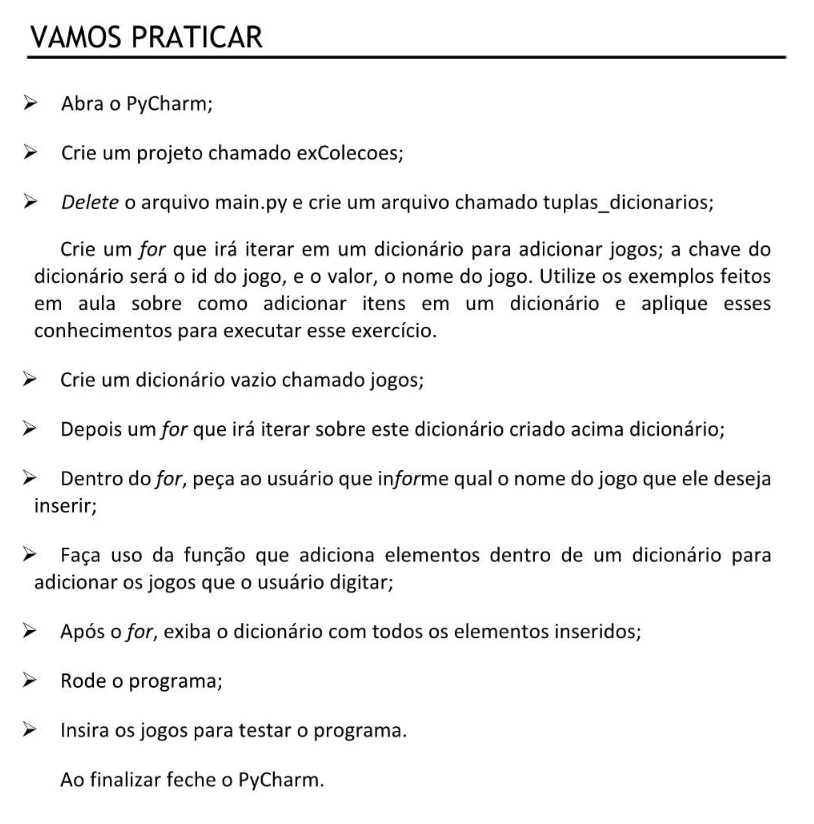 VAMOS PRATICAR
➢ Abra o PyCharm;
➢ Crie um projeto chamado exColecoes;
➢ Delete o arquivo main.py e crie um arquivo chamado tuplas_dicionarios;
Crie um for que irá iterar em um dicionário para adicionar jogos; a chave do
dicionário será o id do jogo, e o valor, o nome do jogo. Utilize os exemplos feitos
em aula sobre como adicionar itens em um dicionário e aplique esses
conhecimentos para executar esse exercício.
➢ Crie um dicionário vazio chamado jogos;
➢ Depois um for que irá iterar sobre este dicionário criado acima dicionário;
➢ Dentro do for, peça ao usuário que informe qual o nome do jogo que ele deseja
inserir;
➢ Faça uso da função que adiciona elementos dentro de um dicionário para
adicionar os jogos que o usuário digitar;
➢ Após o for, exiba o dicionário com todos os elementos inseridos;
➢ Rode o programa;
➢ Insira os jogos para testar o programa.
Ao finalizar feche o PyCharm.